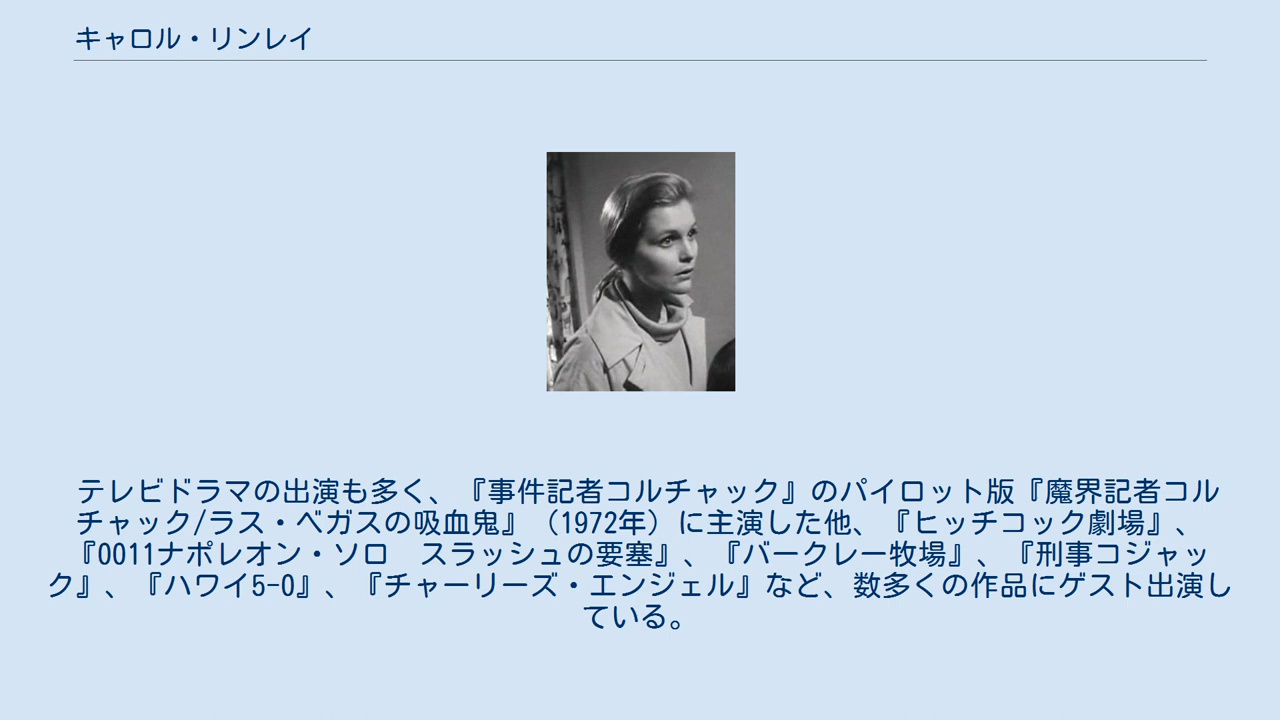 キャロル・リンレイ
テレビドラマの出演も多く、『事件記者コルチャック』のパイロット版『魔界記者コル
チャック/ラス・ベガスの吸血鬼』（1972年）に主演した他、『ヒッチコック劇場』、
『0011ナポレオン・ソロ　スラッシュの要塞』、『バークレー牧場』、『刑事コジャッ
ク』、『ハワイ5-0』、『チャーリーズ・エンジェル』など、数多くの作品にゲスト出演し
ている。